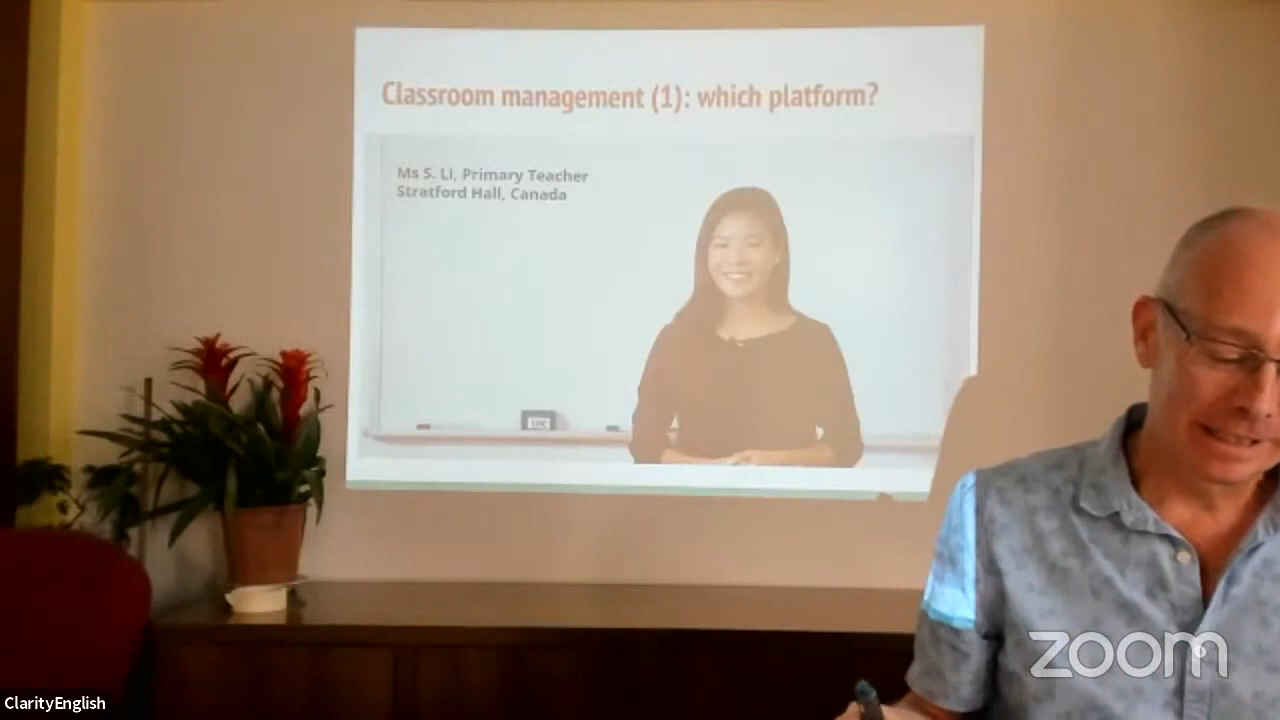 Classroom management (1): which platform?
Ms S. Li, Primary Teacher
Stratford Hall, Canada
zoom
ClarityEnglish